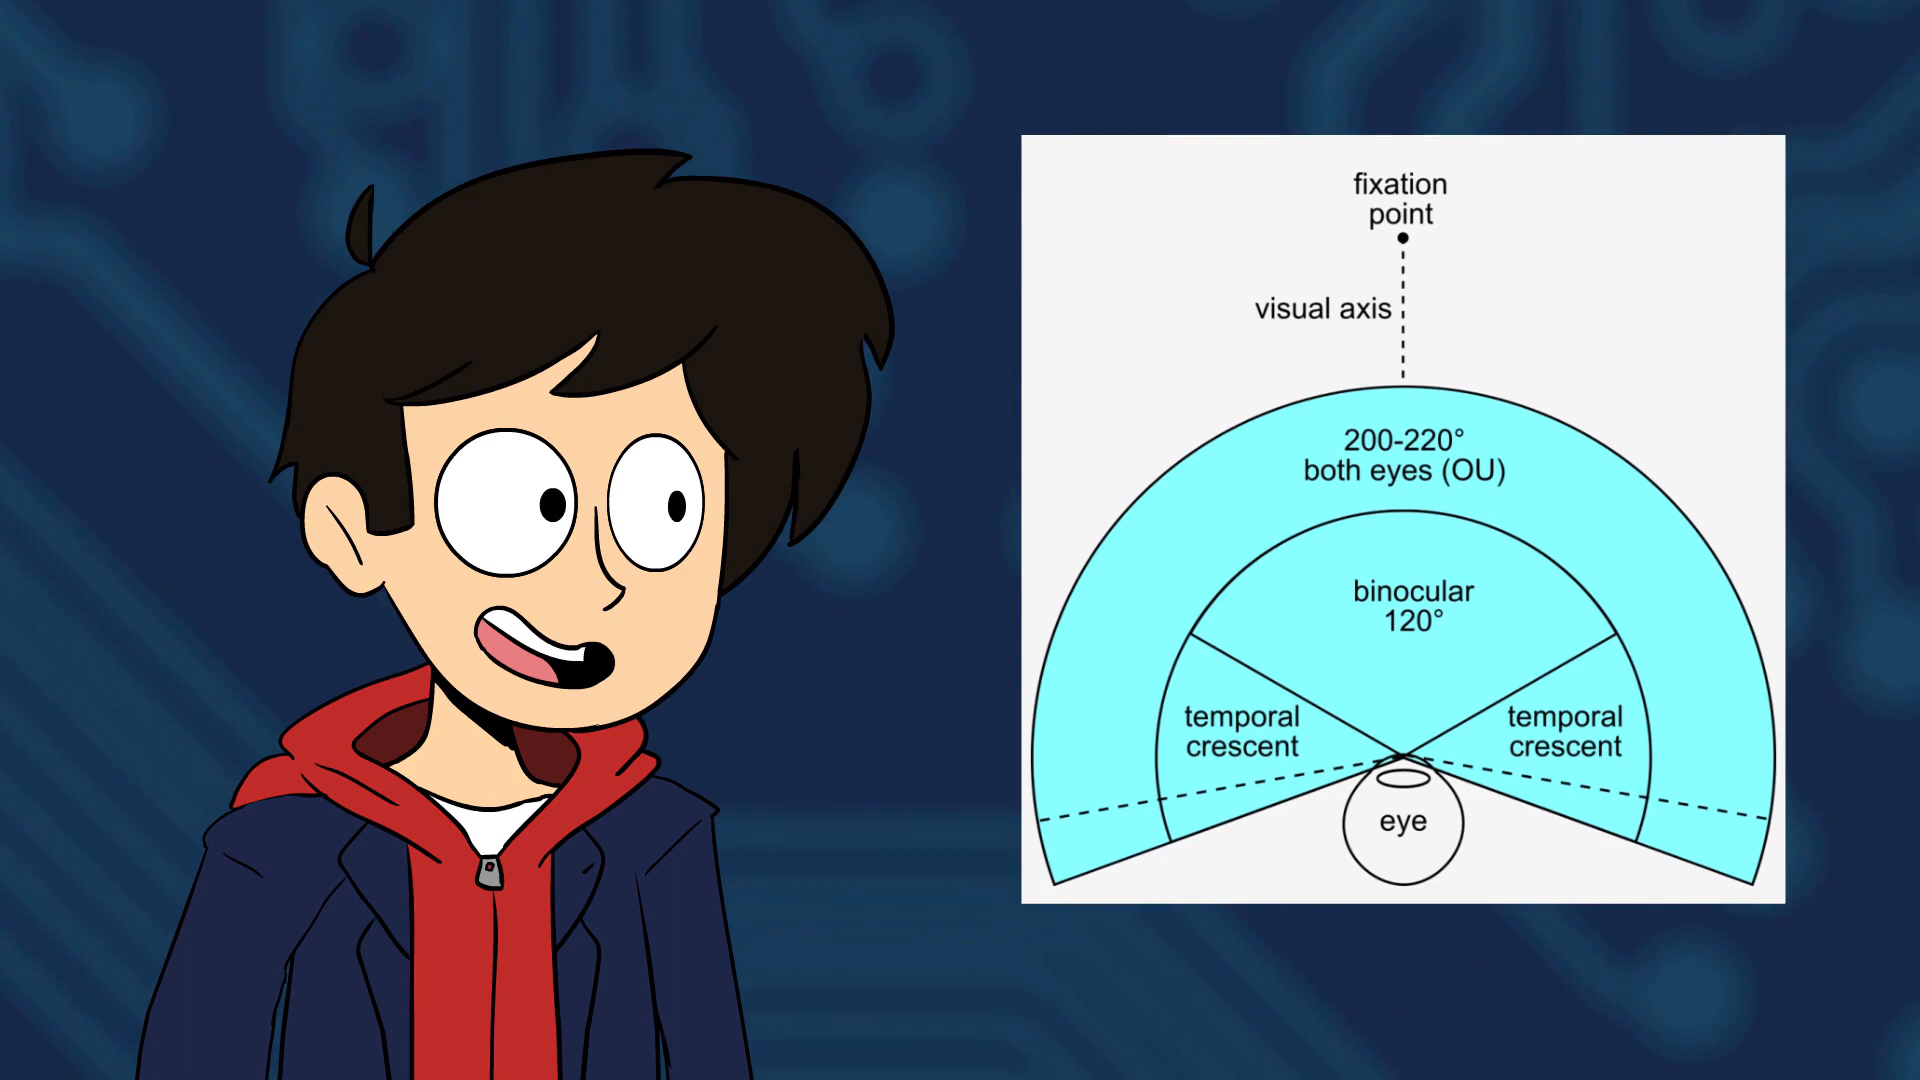 fixation
point
visual axis
200-220°
both eyes (OU)
binocular
120°
temporal
crescent
temporal
crescent
eye